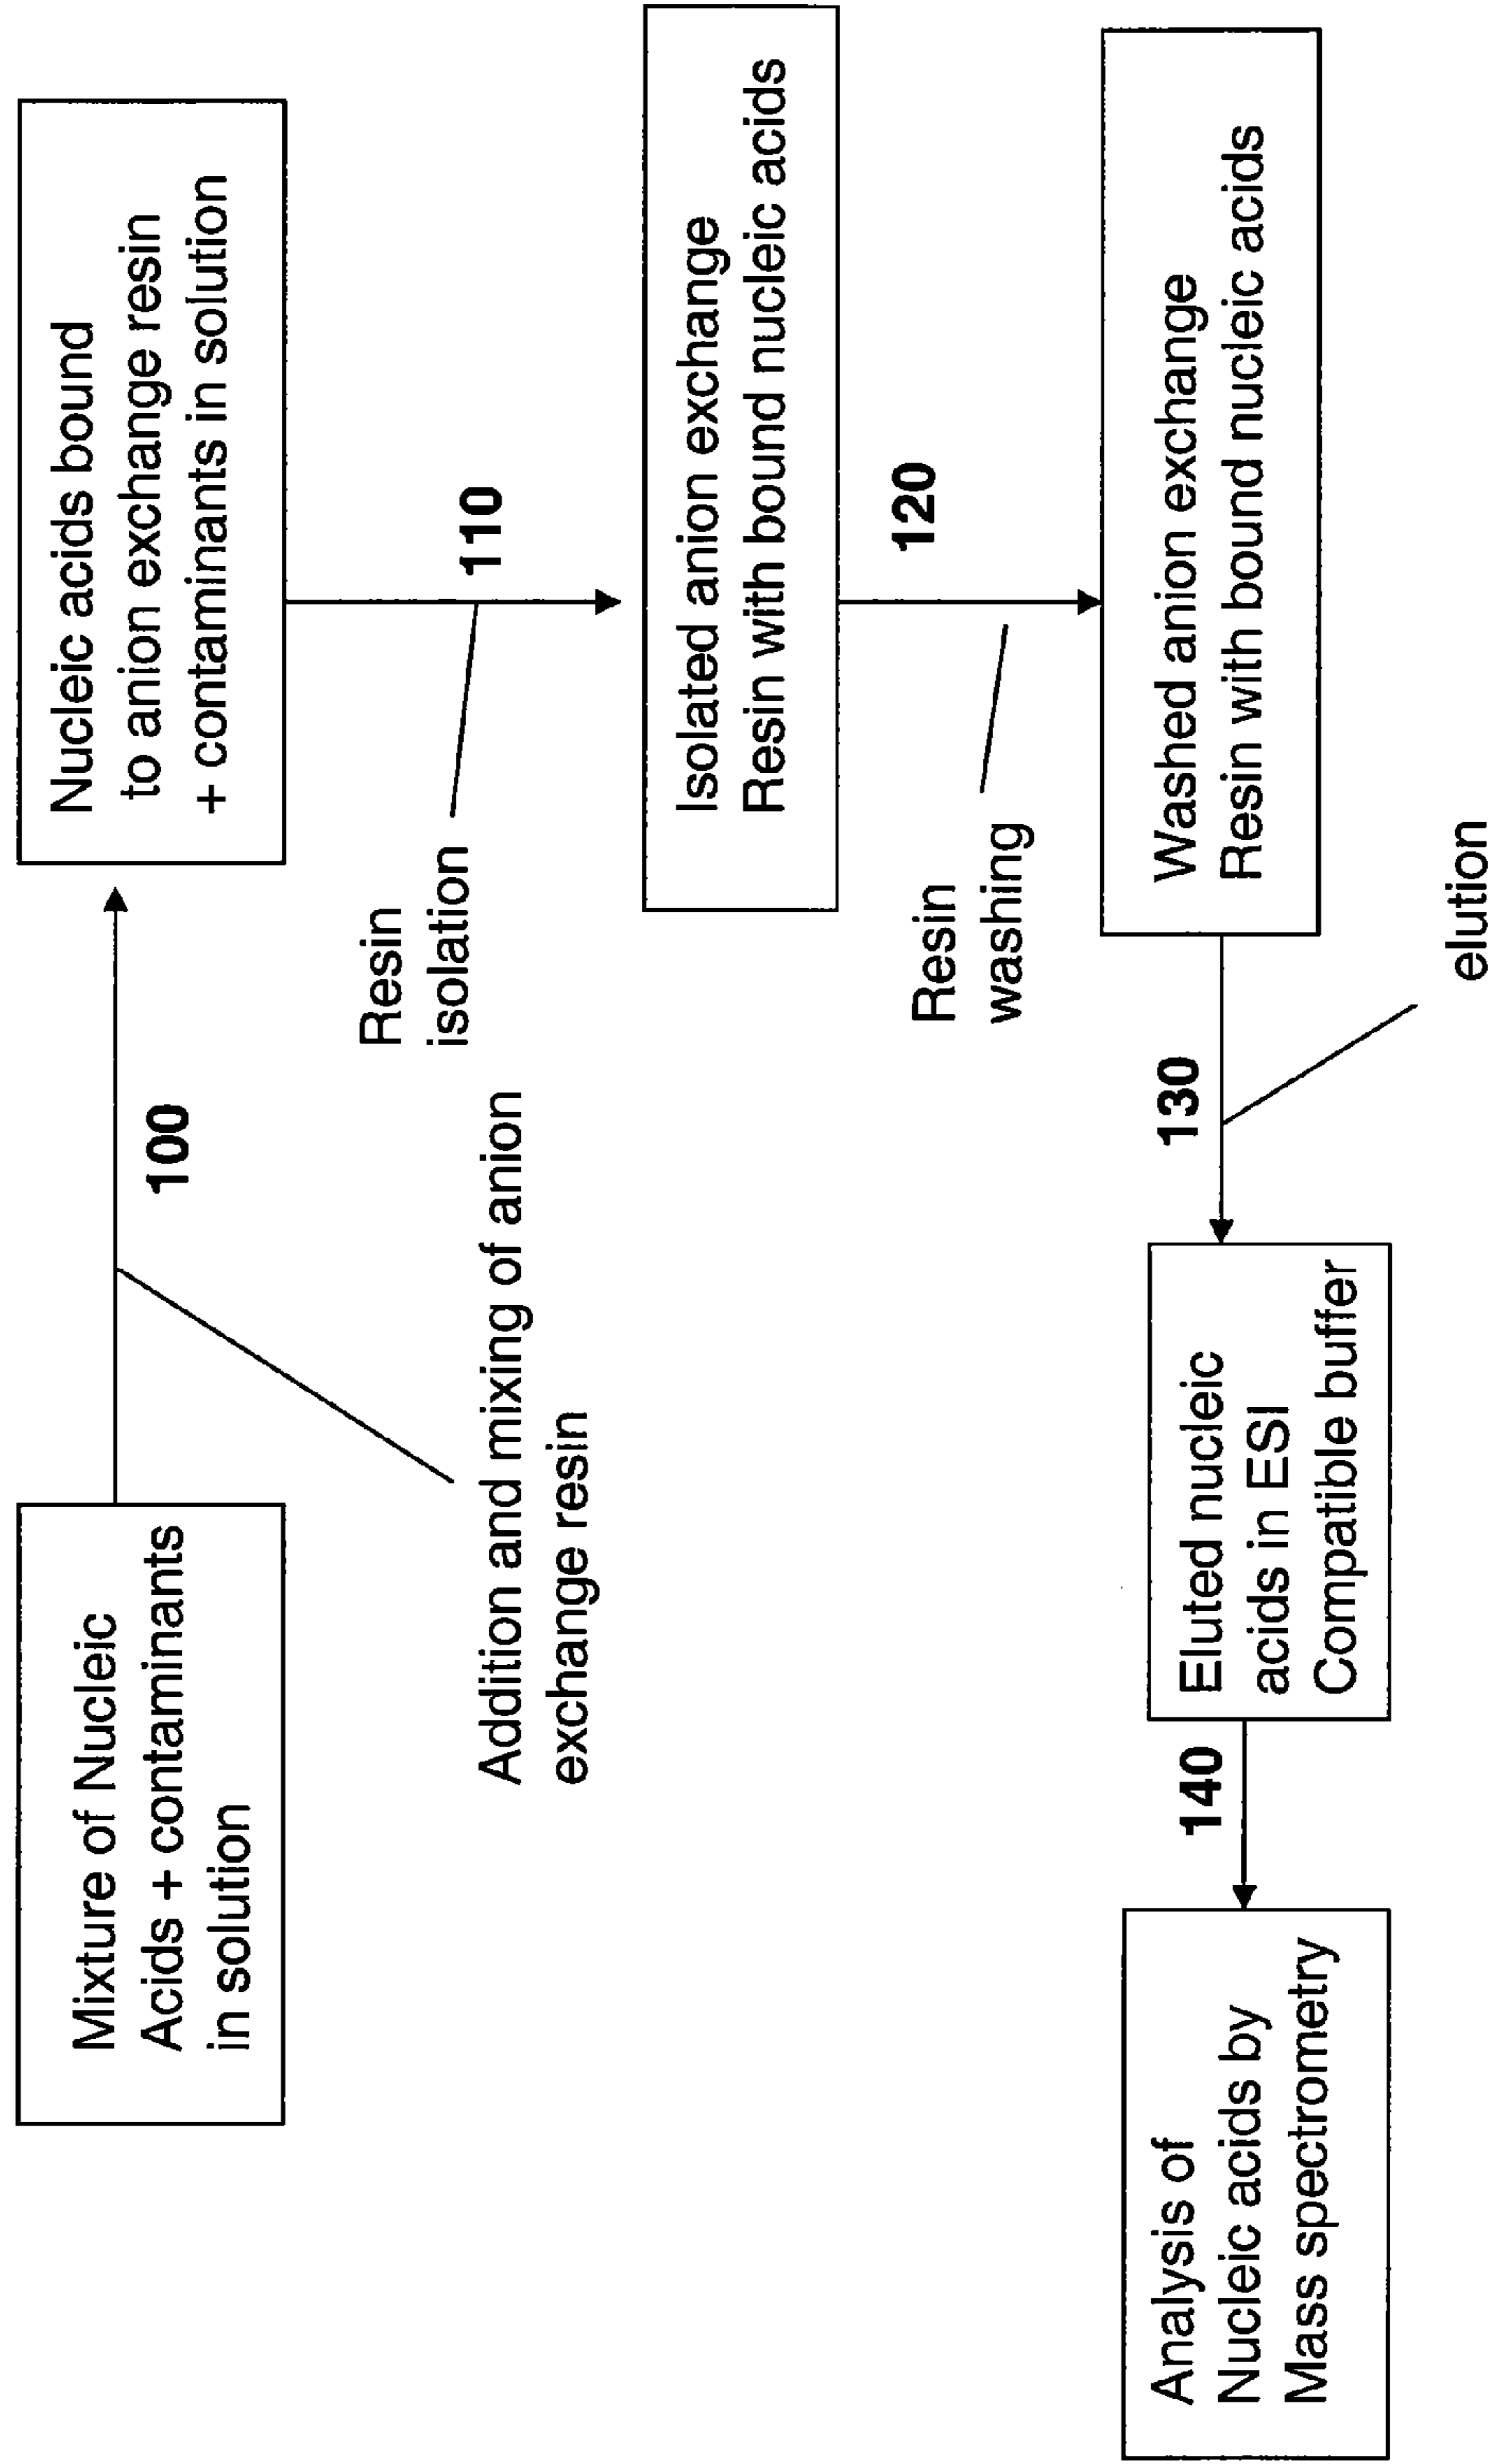 Mixture of Nucleic
Acids + contaminants
in solution
100
Addition and mixing of anion
exchange resin
Nucleic acids bound
to anion exchange resin
+ contaminants in solution
110
Resin
isolation
Isolated anion exchange
Resin with bound nucleic acids
120
Resin
washing
Washed anion exchange
Resin with bound nucleic acids
130
elution
Eluted nucleic
acids in ESI
Compatible buffer
140
Analysis of
Nucleic acids by
Mass spectrometry